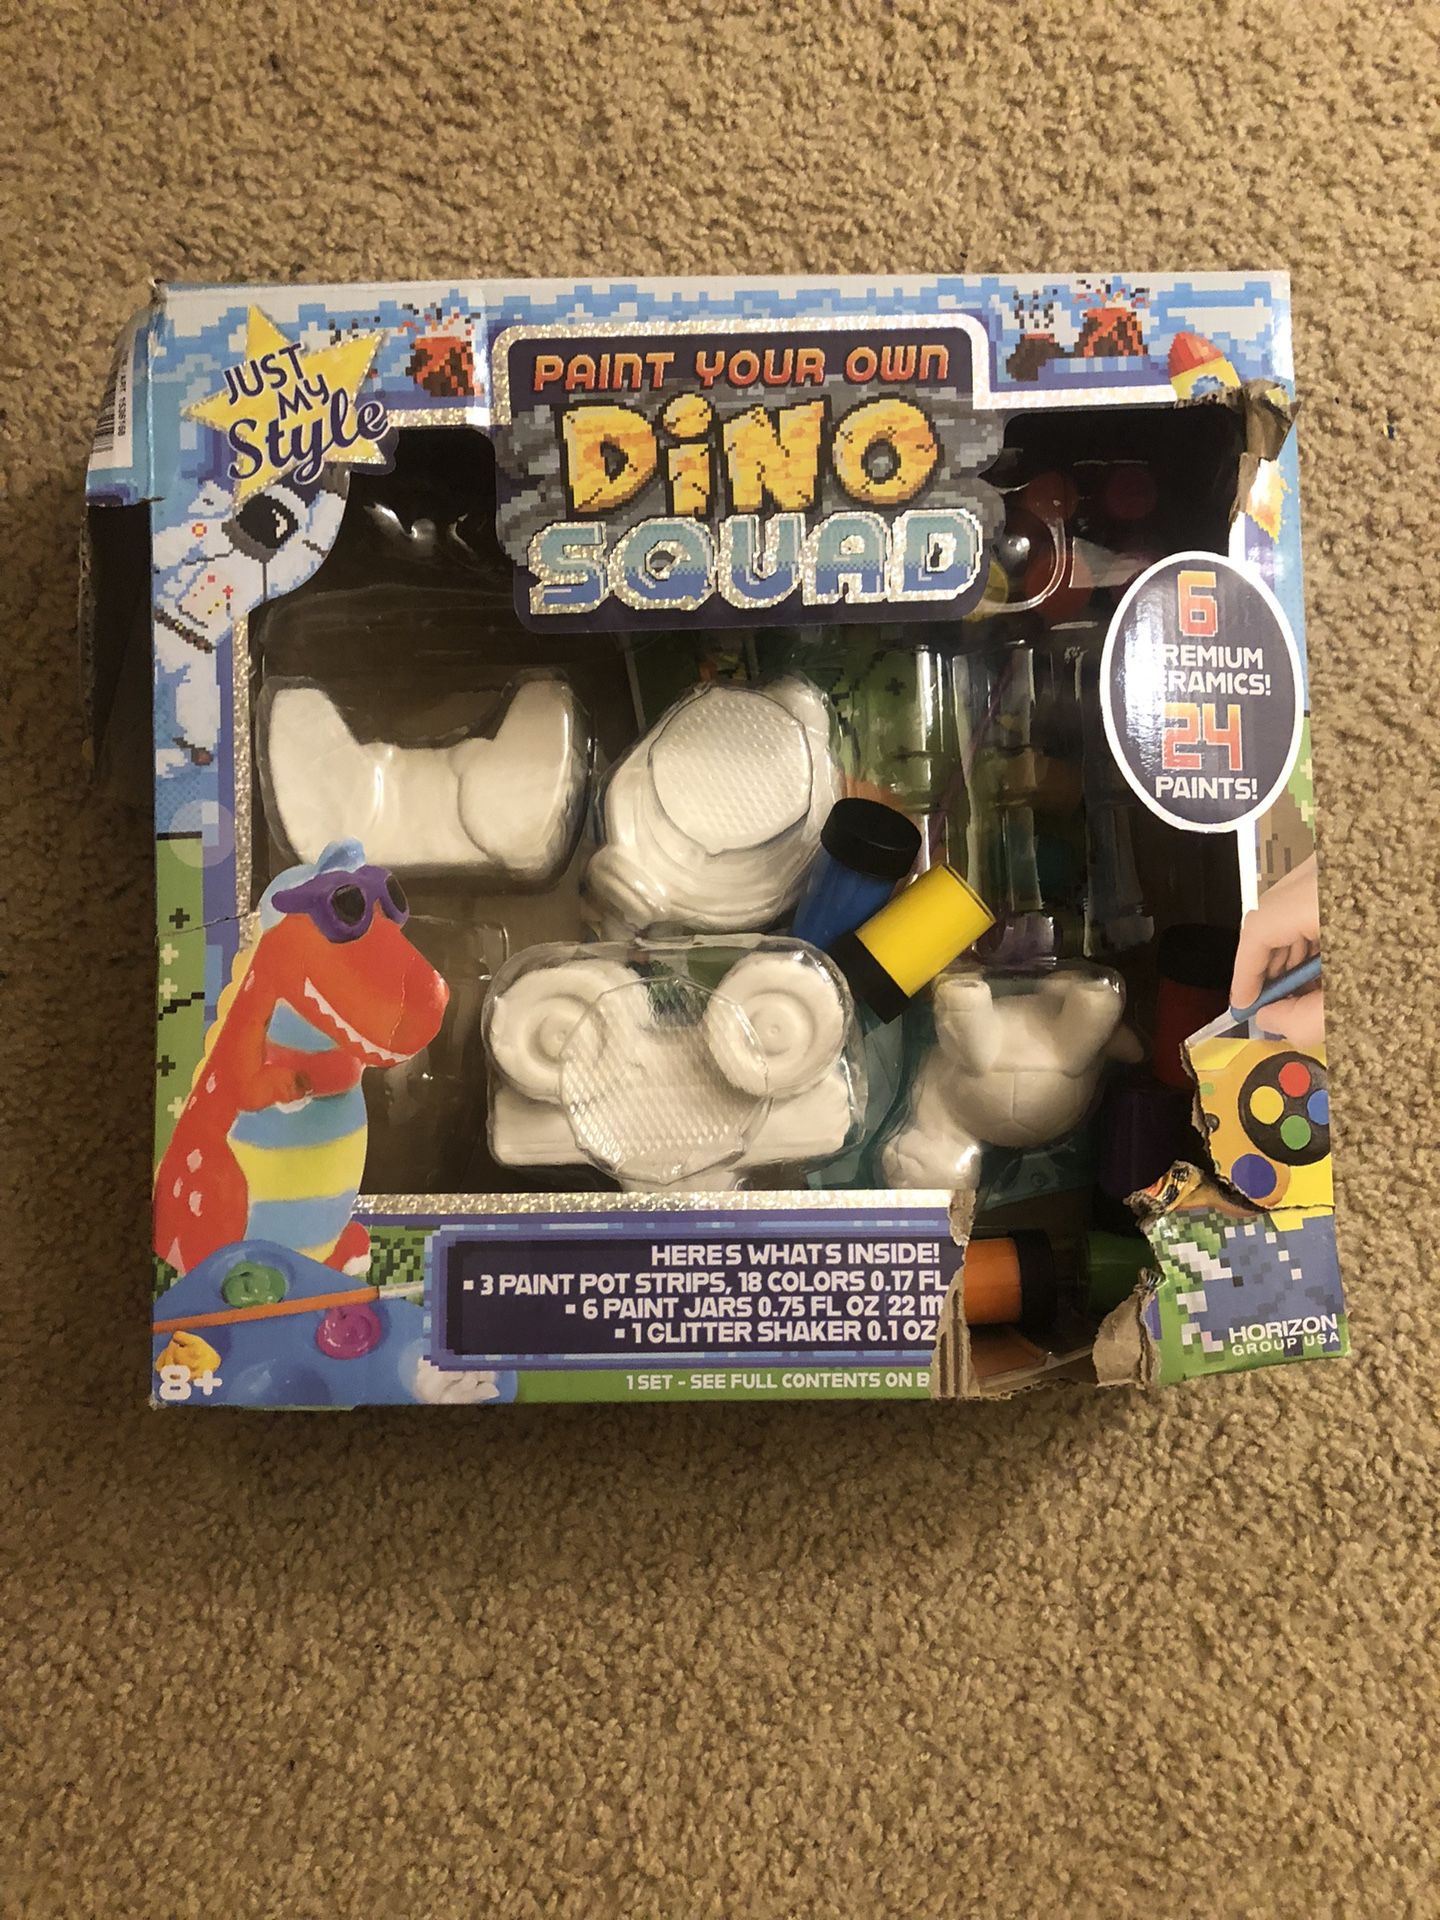 JUST
MY
Style
PAINT YOUR OWN
DiNO
SQUAD
6
REMIUM
ERAMICS!
24
PAINTS!
HERES WHATS INSIDE!
▪ 3 PAINT POT STRIPS, 18 COLORS 0.17 FL
▪ 6 PAINT JARS 0.75 FL OZ 22 m
▪ 1 GLITTER SHAKER 0.1 OZ
1 SET - SEE FULL CONTENTS ON B
8+
HORIZON
GROUP USA